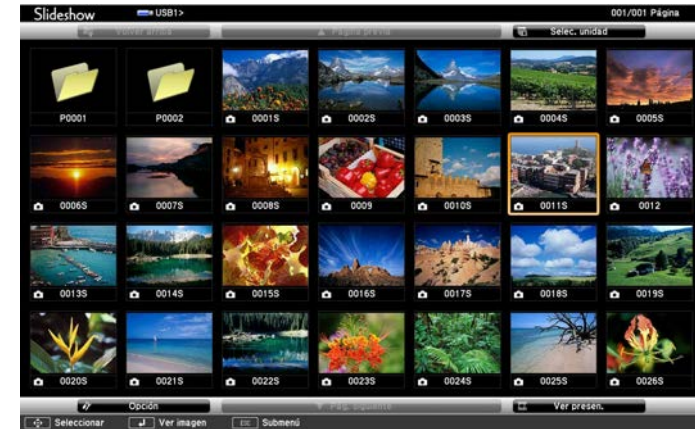 Slideshow USB1> 001/001 Página
Volver arriba ▲ Página previa Selec. unidad
P0001 P0002 0001S 0002S 0003S 0004S 0005S
0006S 0007S 0008S 0009 0010S 0011S 0012
0013S 0014S 0015S 0016S 0017S 0018S 0019S
0020S 0021S 0022S 0023S 0024S 0025S 0026S
Opción ▼ Pág. siguiente Ver presen.
Seleccionar Ver imagen Esc Submenú